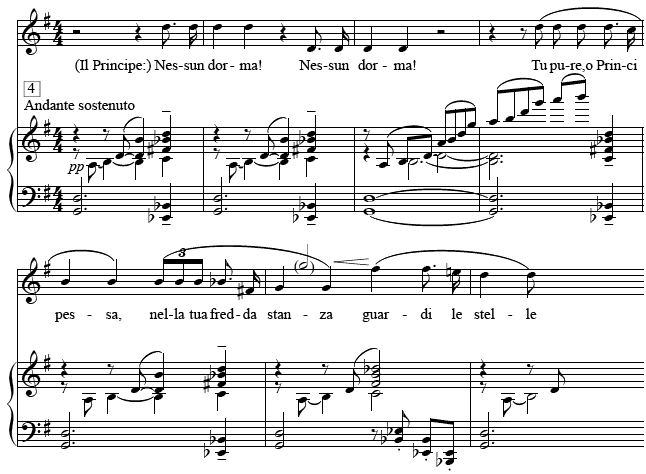 (Il Principe:) Nes-sun dor-ma! Nes-sun dor-ma! Tu pu-re,o Prin-ci
4
Andante sostenuto
pp
3
pes-sa, nel-la tua fred-da stan-za guar-di le stel-le